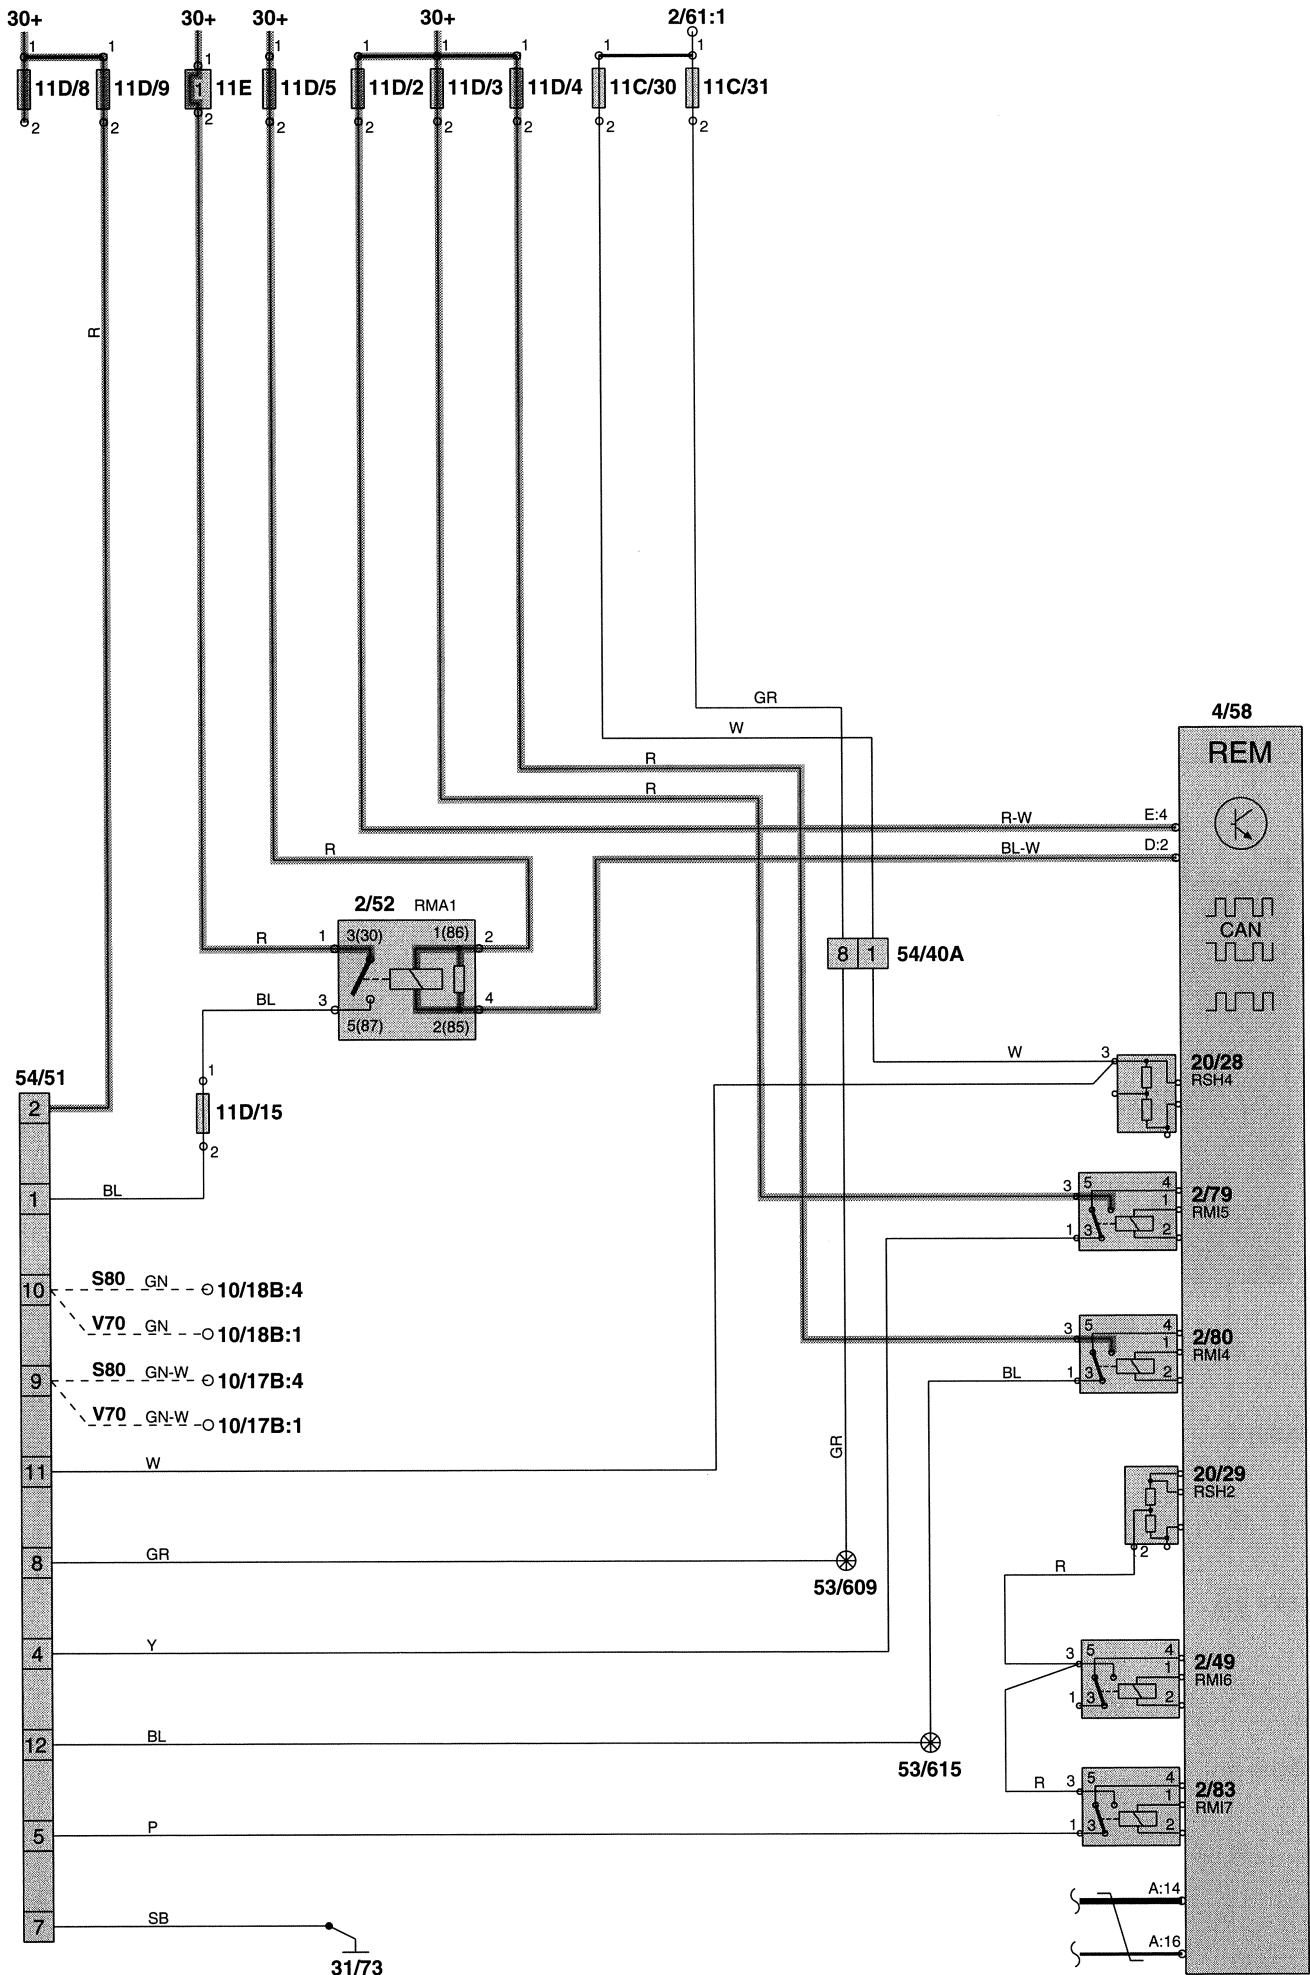 30+ 30+ 30+ 30+ 2/61:1
1 1 1 1 1 1 1 1 1 1
11D/8 11D/9 1 11E 11D/5 11D/2 11D/3 11D/4 11C/30 11C/31
2 2 2 2 2 2 2 2 2
R
GR
W
R
R
4/58
REM
R-W E:4
BL-W D:2
R
2/52 RMA1
R 1 3(30) 1(86) 2
BL 3 5(87) 2(85) 4
8 1 54/40A
CAN
W 3 20/28
RSH4
54/51
2
1
11D/15
2
1 BL
3 5 4 2/79
1 RMI5
1 3 2
10 S80 GN 10/18B:4
V70 GN 10/18B:1
9 S80 GN-W 10/17B:4
V70 GN-W 10/17B:1
3 5 4 2/80
1 RMI4
BL 1 3 2
GR
11 W
20/29
RSH2
2
R
8 GR
53/609
4 Y
3 5 4 2/49
1 RMI6
1 3 2
12 BL
53/615
R 3 5 4 2/83
1 RMI7
5 P 1 3 2
A:14
7 SB
A:16
31/73